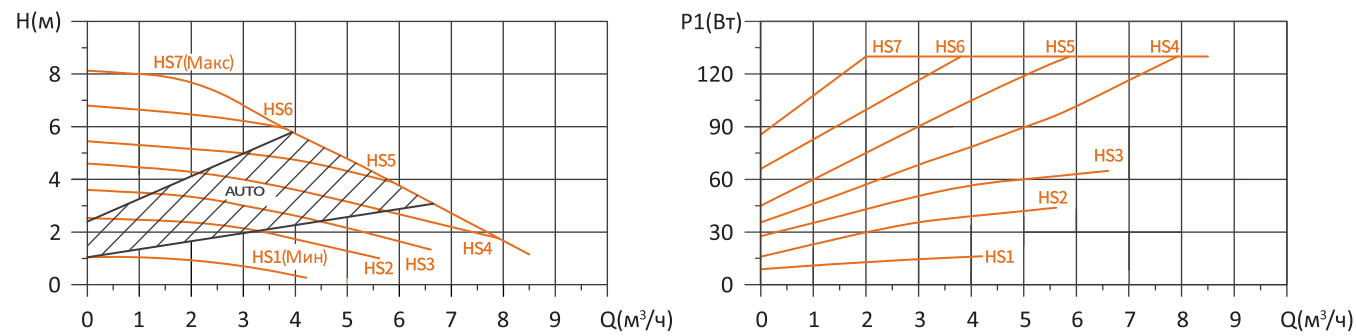 H(м)
8
6
4
2
0
HS7(Макс)
HS6
HS5
AUTO
HS4
HS3
HS2
HS1(Мин)
0 1 2 3 4 5 6 7 8 9 Q(м³/ч)
P1(Вт)
120
90
60
30
0
HS7 HS6 HS5 HS4
HS3
HS2
HS1
0 1 2 3 4 5 6 7 8 9 Q(м³/ч)